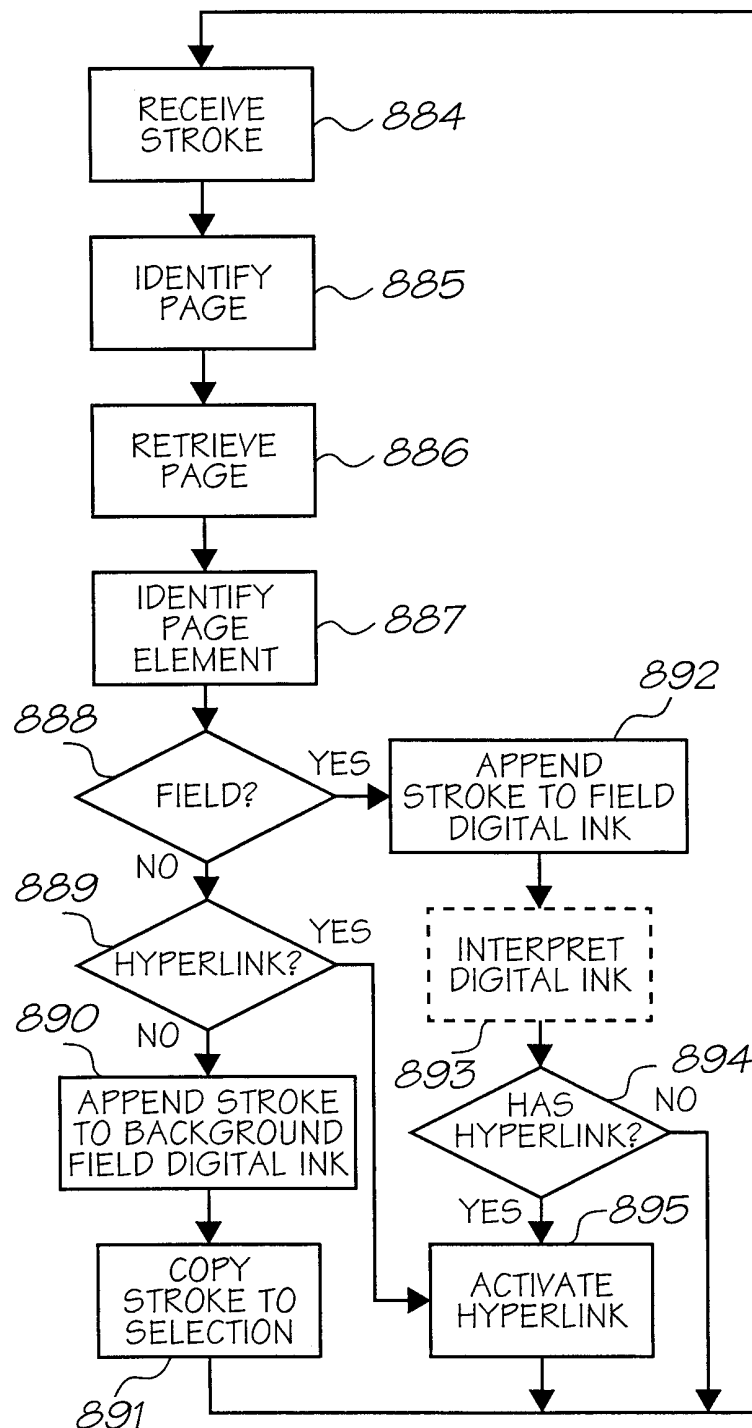 RECEIVE
STROKE
884
IDENTIFY
PAGE
885
RETRIEVE
PAGE
886
IDENTIFY
PAGE
ELEMENT
887
888
FIELD?
YES
NO
892
APPEND
STROKE TO FIELD
DIGITAL INK
889
HYPERLINK?
YES
NO
INTERPRET
DIGITAL INK
893
890
APPEND STROKE
TO BACKGROUND
FIELD DIGITAL INK
894
HAS
HYPERLINK?
NO
YES
895
COPY
STROKE TO
SELECTION
891
ACTIVATE
HYPERLINK